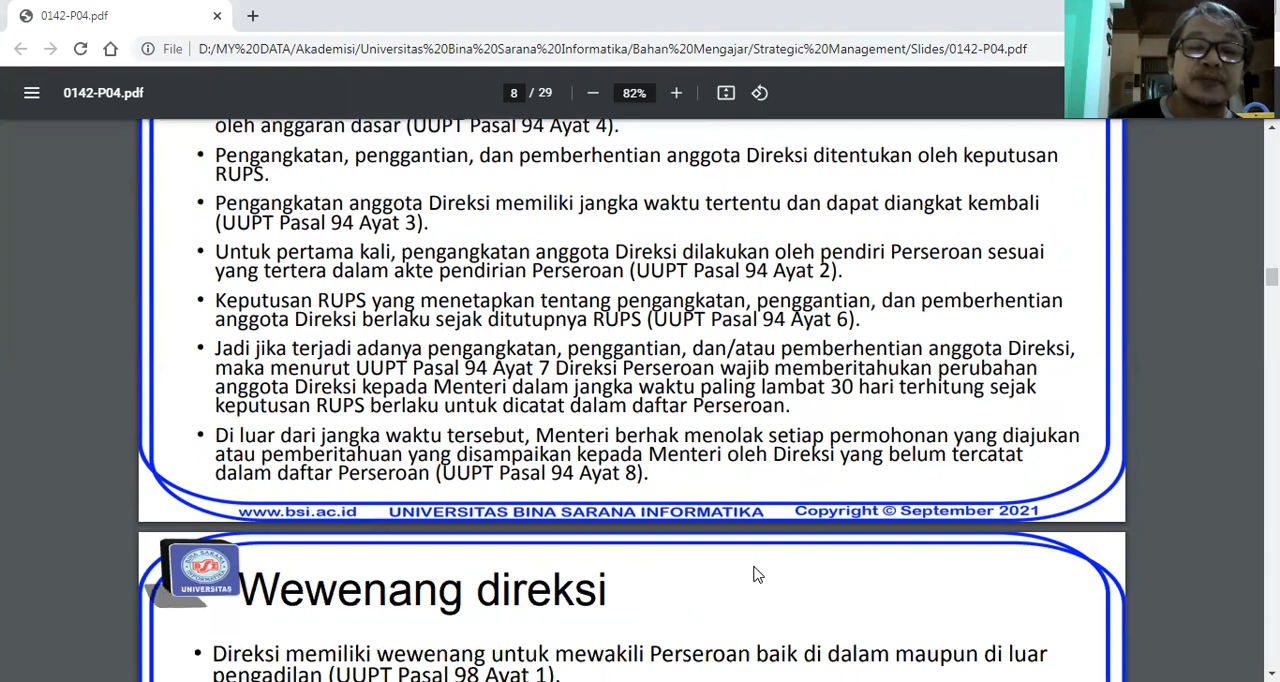 0142-P04.pdf
File
D:/MY%20DATA/Akademisi/Universitas%20Bina%20Sarana%20Informatika/Bahan%20Mengajar/Strategic%20Management/Slides/0142-P04.pdf
0142-P04.pdf
8 / 29
82%
oleh anggaran dasar (UUPT Pasal 94 Ayat 4).
• Pengangkatan, penggantian, dan pemberhentian anggota Direksi ditentukan oleh keputusan
RUPS.
• Pengangkatan anggota Direksi memiliki jangka waktu tertentu dan dapat diangkat kembali
(UUPT Pasal 94 Ayat 3).
• Untuk pertama kali, pengangkatan anggota Direksi dilakukan oleh pendiri Perseroan sesuai
yang tertera dalam akte pendirian Perseroan (UUPT Pasal 94 Ayat 2).
• Keputusan RUPS yang menetapkan tentang pengangkatan, penggantian, dan pemberhentian
anggota Direksi berlaku sejak ditutupnya RUPS (UUPT Pasal 94 Ayat 6).
• Jadi jika terjadi adanya pengangkatan, penggantian, dan/atau pemberhentian anggota Direksi,
maka menurut UUPT Pasal 94 Ayat 7 Direksi Perseroan wajib memberitahukan perubahan
anggota Direksi kepada Menteri dalam jangka waktu paling lambat 30 hari terhitung sejak
keputusan RUPS berlaku untuk dicatat dalam daftar Perseroan.
• Di luar dari jangka waktu tersebut, Menteri berhak menolak setiap permohonan yang diajukan
atau pemberitahuan yang disampaikan kepada Menteri oleh Direksi yang belum tercatat
dalam daftar Perseroan (UUPT Pasal 94 Ayat 8).
www.bsi.ac.id UNIVERSITAS BINA SARANA INFORMATIKA Copyright © September 2021
BINA SARANA
INFORMATIKA
UNIVERSITAS
Wewenang direksi
• Direksi memiliki wewenang untuk mewakili Perseroan baik di dalam maupun di luar
pengadilan (UUPT Pasal 98 Ayat 1).